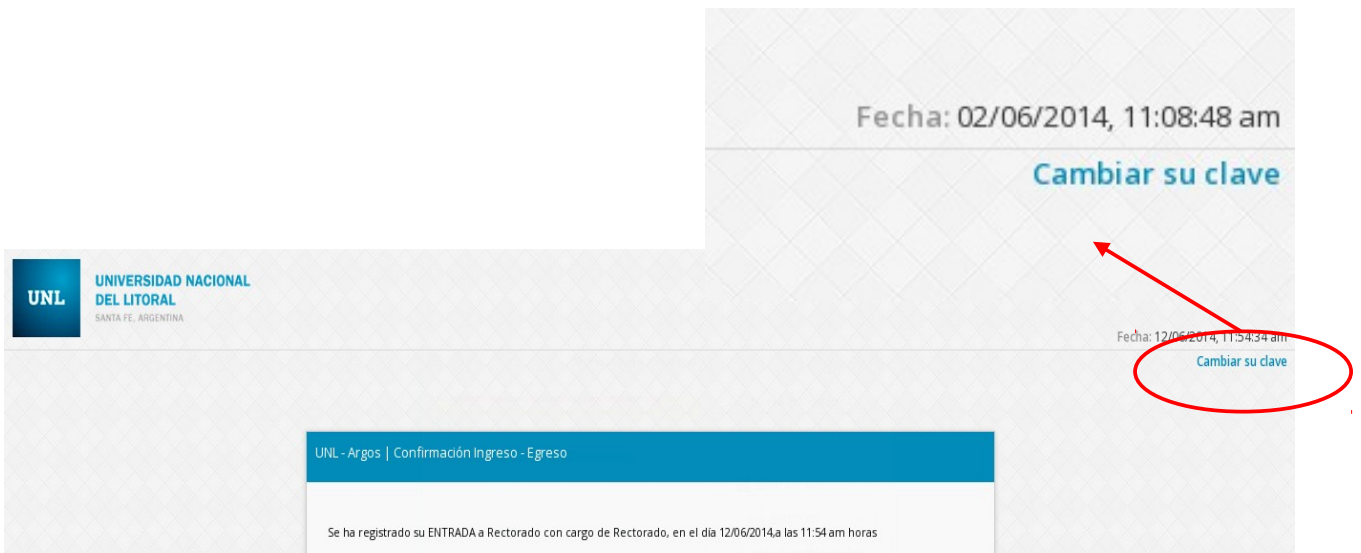 Fecha: 02/06/2014, 11:08:48 am
Cambiar su clave
UNL
UNIVERSIDAD NACIONAL
DEL LITORAL
SANTA FE, ARGENTINA
Fecha: 12/06/2014, 11:54:34 am
Cambiar su clave
UNL - Argos | Confirmación Ingreso - Egreso
Se ha registrado su ENTRADA a Rectorado con cargo de Rectorado, en el día 12/06/2014,a las 11:54 am horas